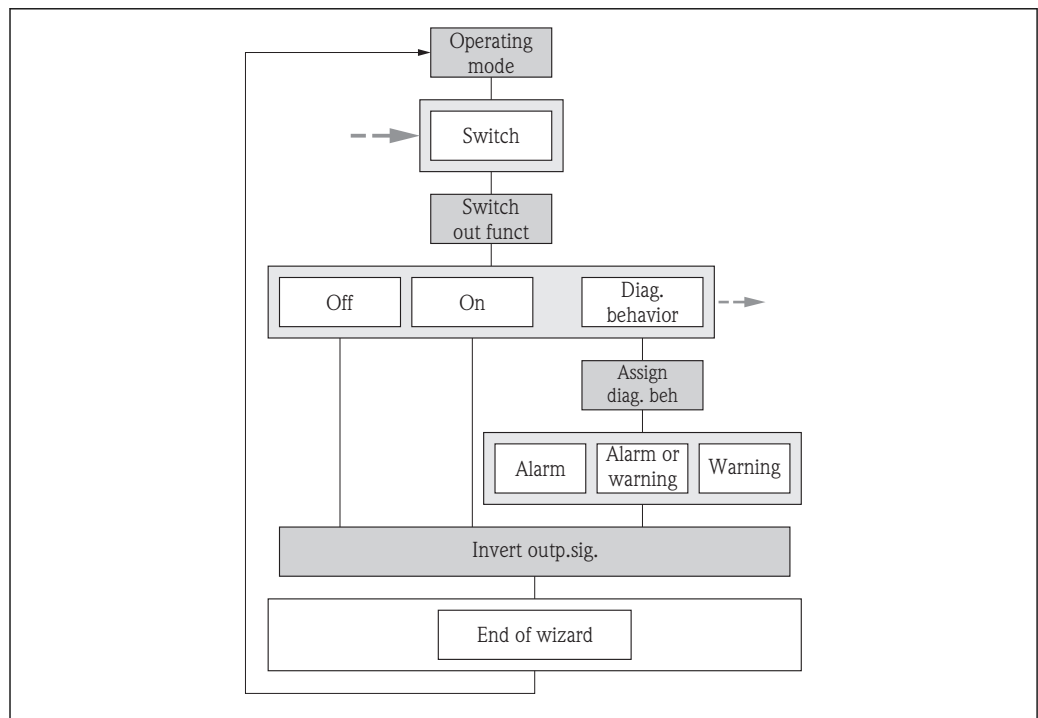 Operating
mode
Switch
Switch
out funct
Off
On
Diag.
behavior
Assign
diag. beh
Alarm
Alarm or
warning
Warning
Invert outp.sig.
End of wizard